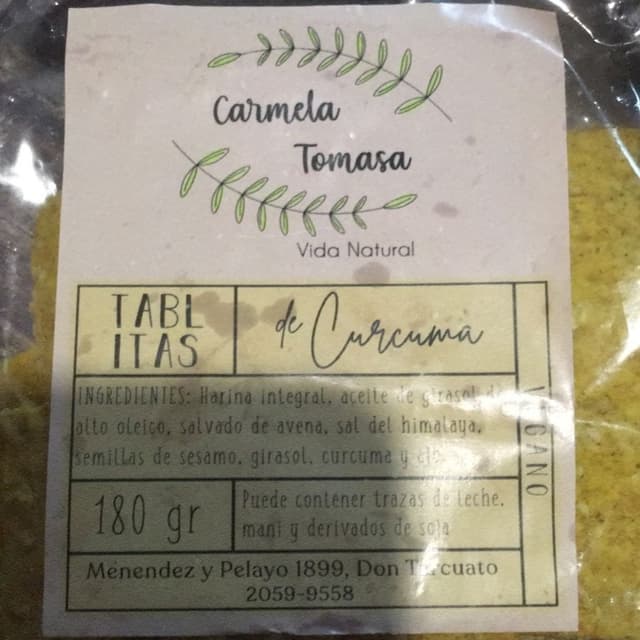 Carmela
Tomasa
Vida Natural
TABL
ITAS
de Curcuma
VEGANO
INGREDIENTES: Harina integral, aceite de girasol
alto oleico, salvado de avena, sal del himalaya,
semillas de sesamo, girasol, curcuma y
180 gr
Puede contener trazas de leche,
mani y derivados de soja
Menendez y Pelayo 1899, Don Torcuato
2059-9558